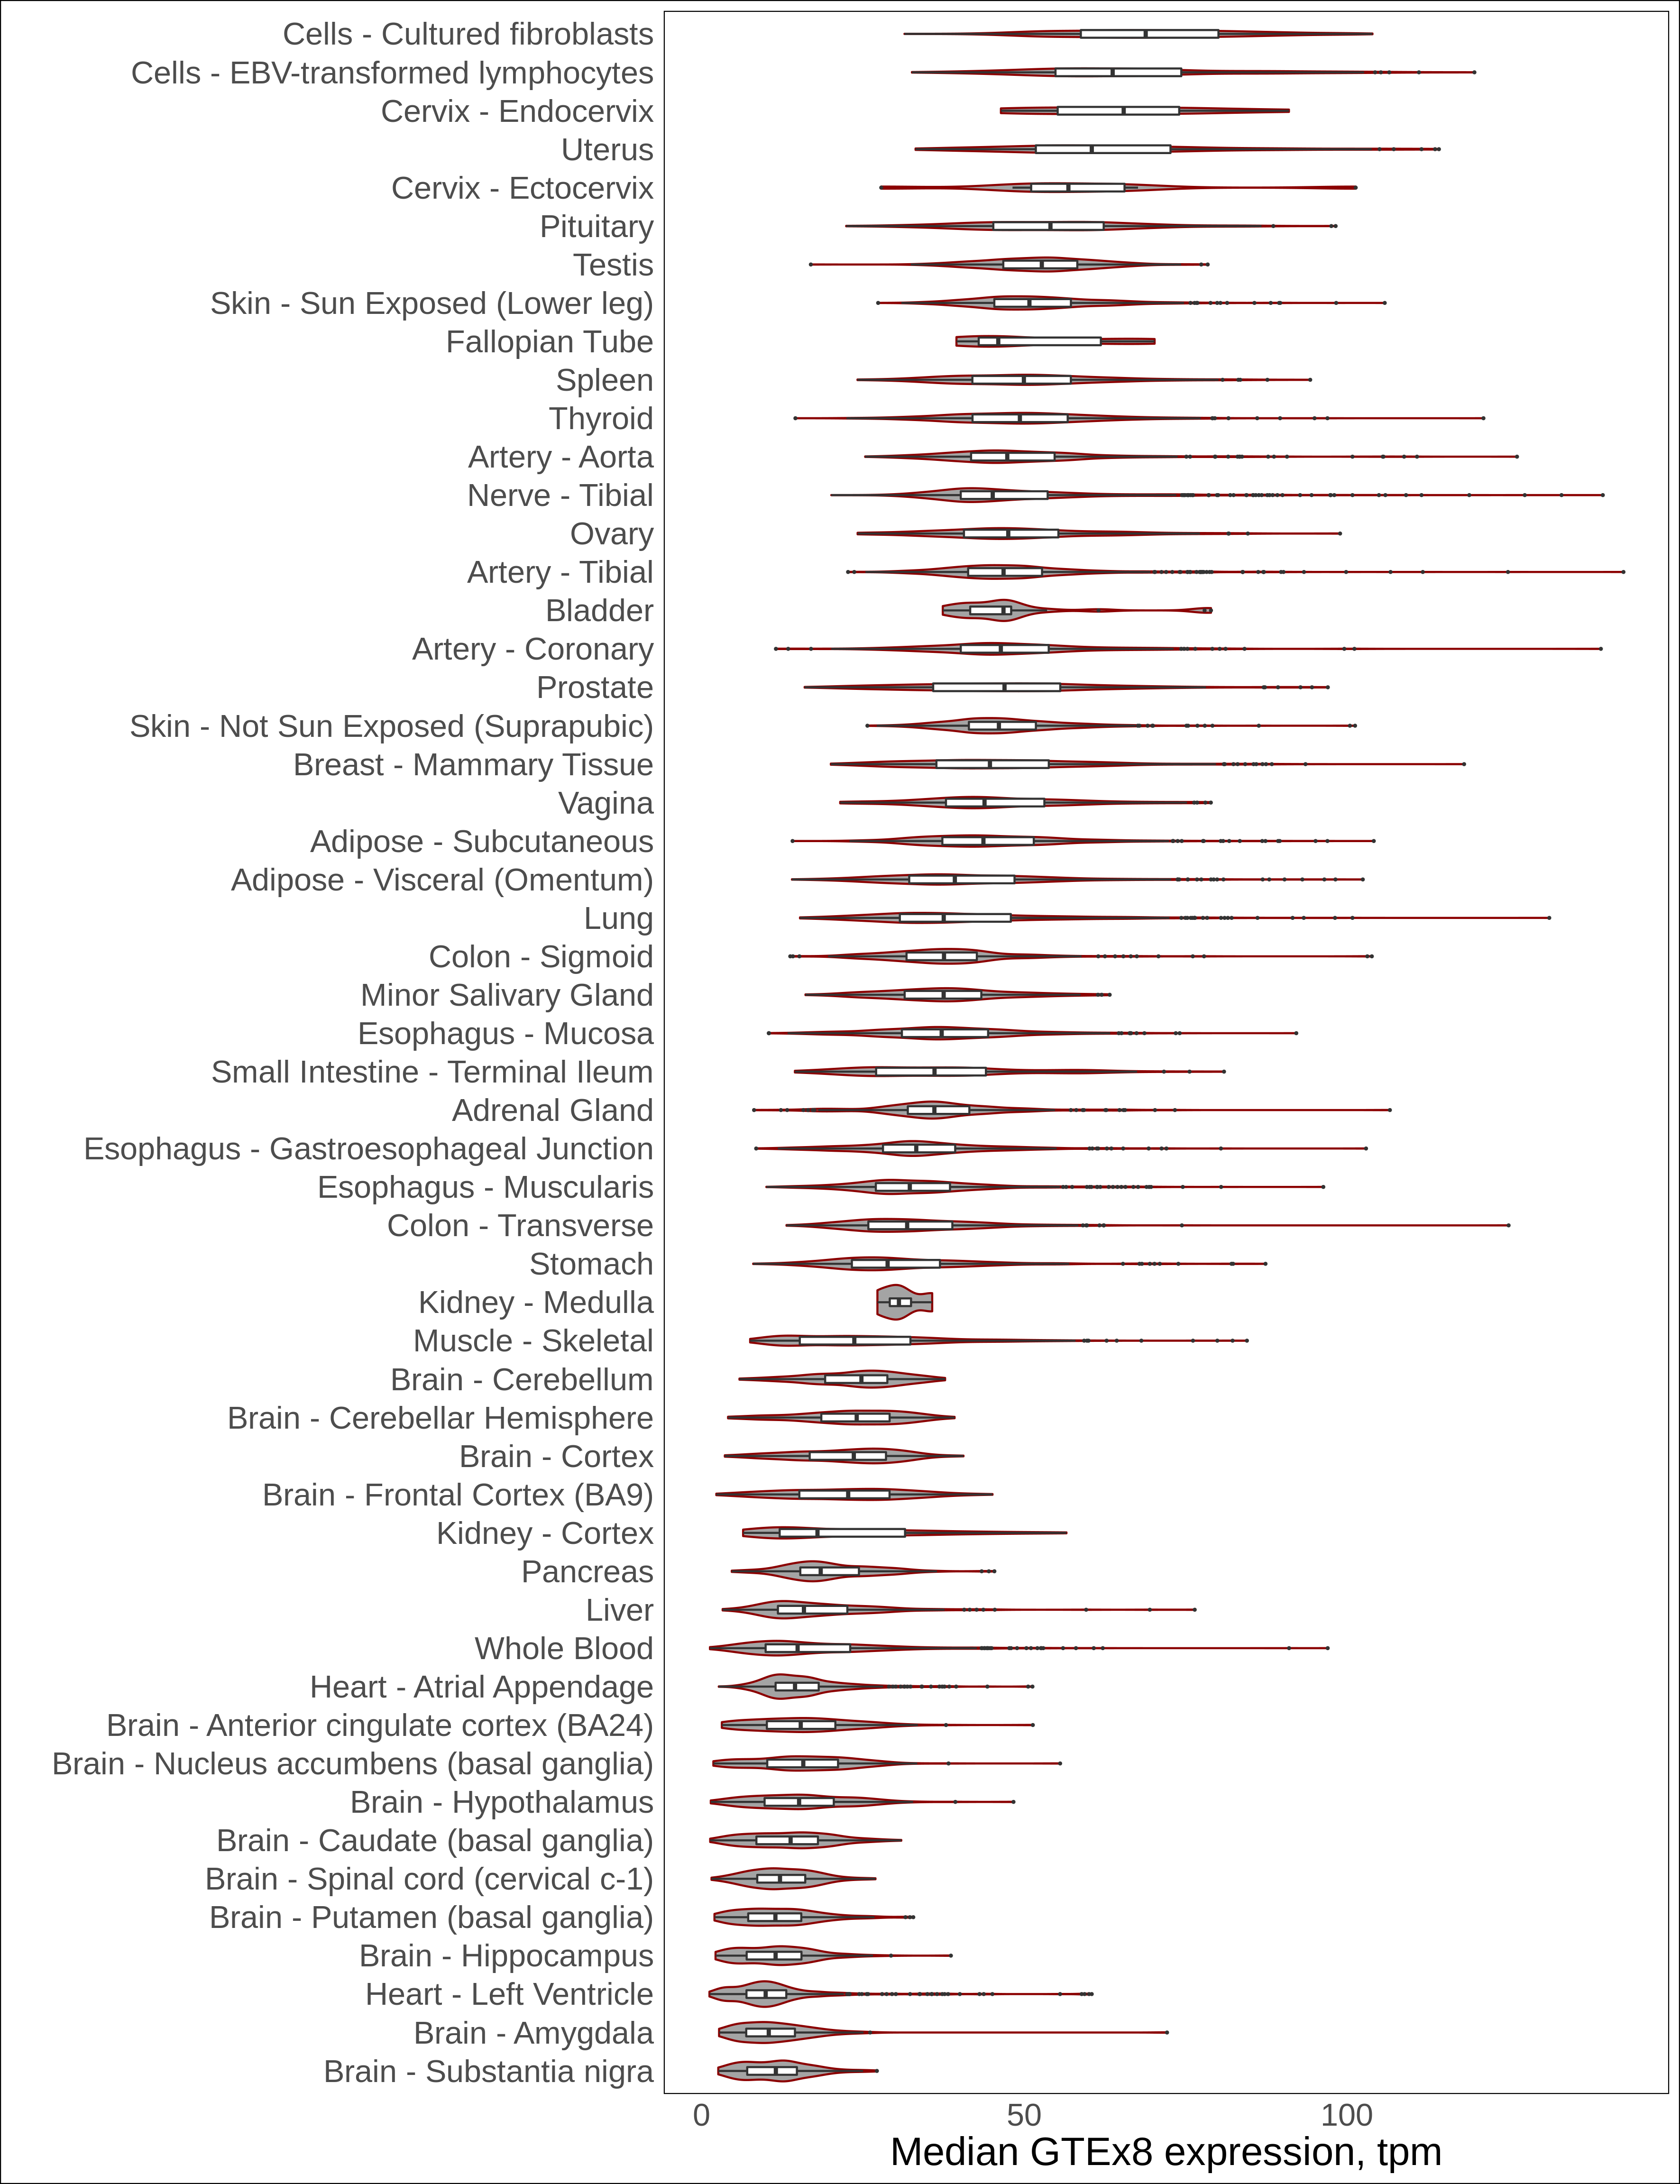 Cells - Cultured fibroblasts
Cells - EBV-transformed lymphocytes
Cervix - Endocervix
Uterus
Cervix - Ectocervix
Pituitary
Testis
Skin - Sun Exposed (Lower leg)
Fallopian Tube
Spleen
Thyroid
Artery - Aorta
Nerve - Tibial
Ovary
Artery - Tibial
Bladder
Artery - Coronary
Prostate
Skin - Not Sun Exposed (Suprapubic)
Breast - Mammary Tissue
Vagina
Adipose - Subcutaneous
Adipose - Visceral (Omentum)
Lung
Colon - Sigmoid
Minor Salivary Gland
Esophagus - Mucosa
Small Intestine - Terminal Ileum
Adrenal Gland
Esophagus - Gastroesophageal Junction
Esophagus - Muscularis
Colon - Transverse
Stomach
Kidney - Medulla
Muscle - Skeletal
Brain - Cerebellum
Brain - Cerebellar Hemisphere
Brain - Cortex
Brain - Frontal Cortex (BA9)
Kidney - Cortex
Pancreas
Liver
Whole Blood
Heart - Atrial Appendage
Brain - Anterior cingulate cortex (BA24)
Brain - Nucleus accumbens (basal ganglia)
Brain - Hypothalamus
Brain - Caudate (basal ganglia)
Brain - Spinal cord (cervical c-1)
Brain - Putamen (basal ganglia)
Brain - Hippocampus
Heart - Left Ventricle
Brain - Amygdala
Brain - Substantia nigra
0 50 100
Median GTEx8 expression, tpm